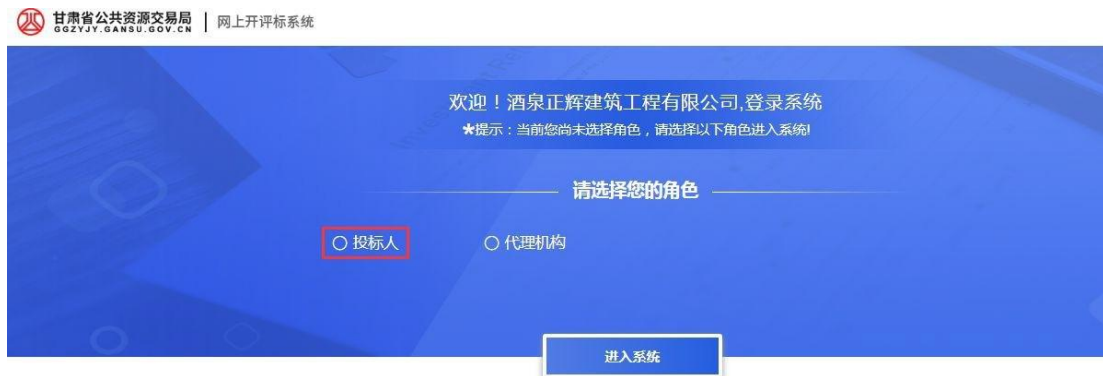 甘肃省公共资源交易局 网上开评标系统
GGZYJY.GANSU.GOV.CN
欢迎！酒泉正辉建筑工程有限公司,登录系统
★提示：当前您尚未选择角色，请选择以下角色进入系统!
请选择您的角色
投标人 代理机构
进入系统